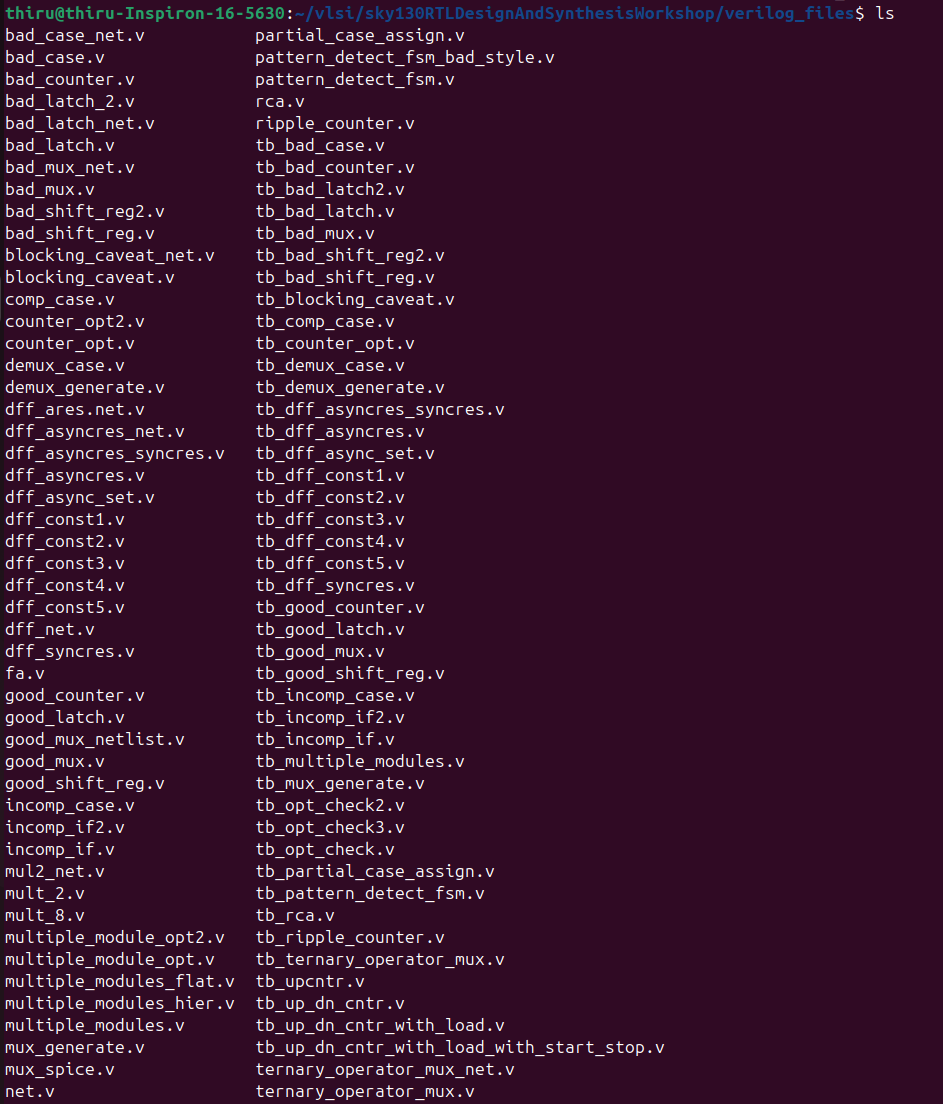 thiru@thiru-Inspiron-16-5630:~/vlsi/sky130RTLDesignAndSynthesisWorkshop/verilog_files$ ls
bad_case_net.v partial_case_assign.v
bad_case.v pattern_detect_fsm_bad_style.v
bad_counter.v pattern_detect_fsm.v
bad_latch_2.v rca.v
bad_latch_net.v ripple_counter.v
bad_latch.v tb_bad_case.v
bad_mux_net.v tb_bad_counter.v
bad_mux.v tb_bad_latch2.v
bad_shift_reg2.v tb_bad_latch.v
bad_shift_reg.v tb_bad_mux.v
blocking_caveat_net.v tb_bad_shift_reg2.v
blocking_caveat.v tb_bad_shift_reg.v
comp_case.v tb_blocking_caveat.v
counter_opt2.v tb_comp_case.v
counter_opt.v tb_counter_opt.v
demux_case.v tb_demux_case.v
demux_generate.v tb_demux_generate.v
dff_ares.net.v tb_dff_asyncres_syncres.v
dff_asyncres_net.v tb_dff_asyncres.v
dff_asyncres_syncres.v tb_dff_async_set.v
dff_asyncres.v tb_dff_const1.v
dff_async_set.v tb_dff_const2.v
dff_const1.v tb_dff_const3.v
dff_const2.v tb_dff_const4.v
dff_const3.v tb_dff_const5.v
dff_const4.v tb_dff_syncres.v
dff_const5.v tb_good_counter.v
dff_net.v tb_good_latch.v
dff_syncres.v tb_good_mux.v
fa.v tb_good_shift_reg.v
good_counter.v tb_incomp_case.v
good_latch.v tb_incomp_if2.v
good_mux_netlist.v tb_incomp_if.v
good_mux.v tb_multiple_modules.v
good_shift_reg.v tb_mux_generate.v
incomp_case.v tb_opt_check2.v
incomp_if2.v tb_opt_check3.v
incomp_if.v tb_opt_check.v
mul2_net.v tb_partial_case_assign.v
mult_2.v tb_pattern_detect_fsm.v
mult_8.v tb_rca.v
multiple_module_opt2.v tb_ripple_counter.v
multiple_module_opt.v tb_ternary_operator_mux.v
multiple_modules_flat.v tb_upcntr.v
multiple_modules_hier.v tb_up_dn_cntr.v
multiple_modules.v tb_up_dn_cntr_with_load.v
mux_generate.v tb_up_dn_cntr_with_load_with_start_stop.v
mux_spice.v ternary_operator_mux_net.v
net.v ternary_operator_mux.v